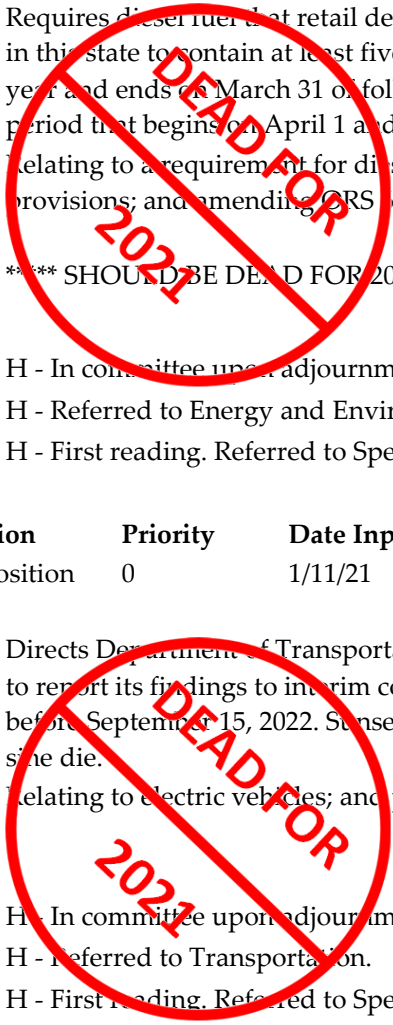 Requires diesel fuel that retail de
in this state to contain at least five
year and ends on March 31 of foll
period that begins on April 1 and
Relating to a requirement for dies
provisions; and amending ORS
DEAD FOR
2021
***** SHOULD BE DEAD FOR 20
H - In committee upon adjournm
H - Referred to Energy and Envir
H - First reading. Referred to Spe
ion Priority Date Inp
osition 0 1/11/21
Directs Department of Transporta
to report its findings to interim co
before September 15, 2022. Sunse
sine die.
Relating to electric vehicles; and
DEAD FOR
2021
H - In committee upon adjournm
H - Referred to Transportation.
H - First reading. Referred to Spe